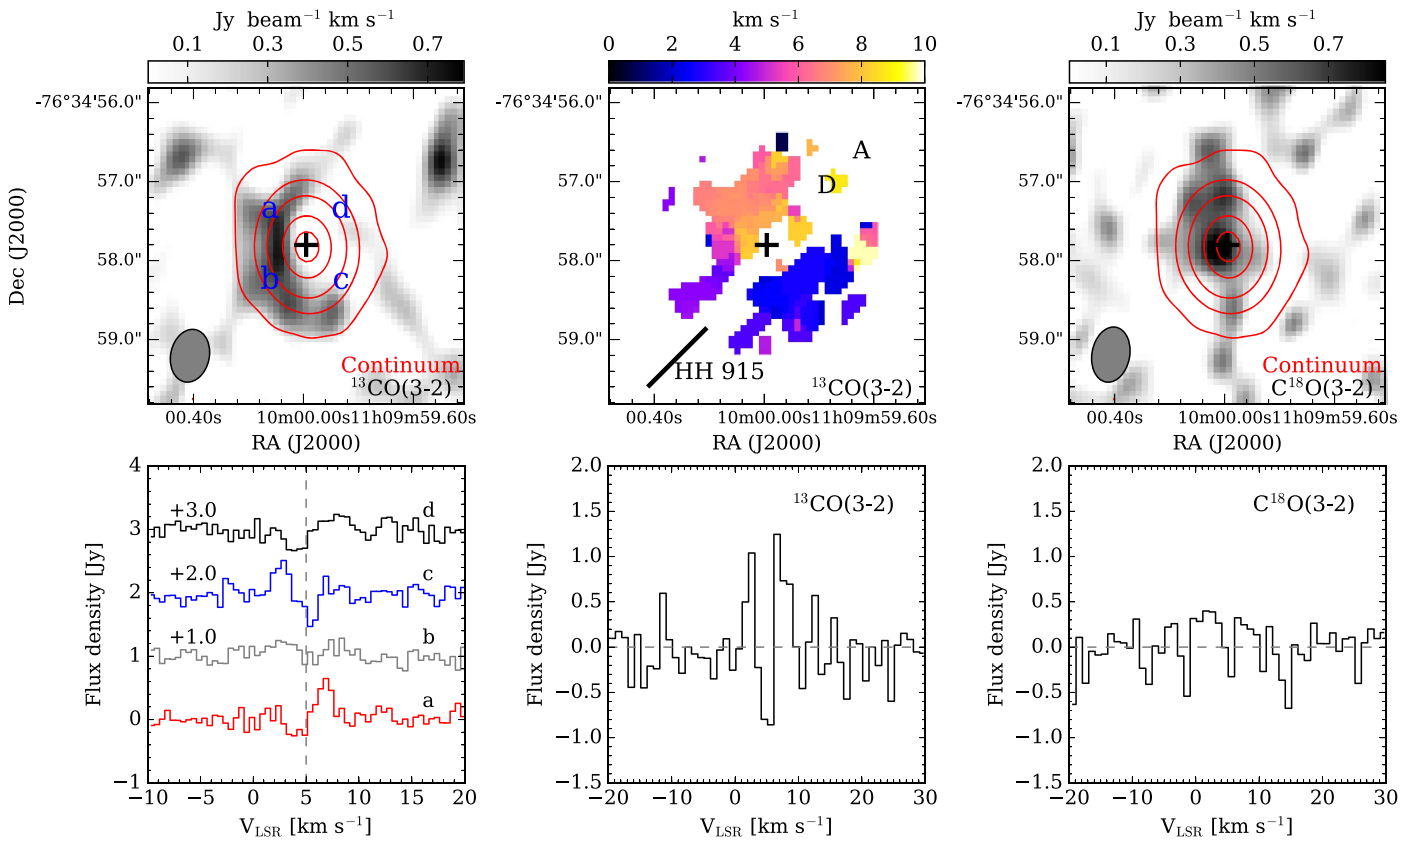 Jy beam⁻¹ km s⁻¹
0.1 0.3 0.5 0.7
km s⁻¹
0 2 4 6 8 10
Jy beam⁻¹ km s⁻¹
0.1 0.3 0.5 0.7
Dec (J2000)
-76°34'56.0"
57.0"
58.0"
59.0"
a d
b c
Continuum
¹³CO(3-2)
00.40s 10m00.00s 11h09m59.60s
RA (J2000)
-76°34'56.0"
57.0"
58.0"
59.0"
A
D
HH 915
¹³CO(3-2)
00.40s 10m00.00s 11h09m59.60s
RA (J2000)
-76°34'56.0"
57.0"
58.0"
59.0"
Continuum
C¹⁸O(3-2)
00.40s 10m00.00s 11h09m59.60s
RA (J2000)
Flux density [Jy]
4
3
2
1
0
−1
+3.0 d
+2.0 c
+1.0 b
a
−10 −5 0 5 10 15 20
V_LSR [km s⁻¹]
Flux density [Jy]
2.0
1.5
1.0
0.5
0.0
−0.5
−1.0
−1.5
¹³CO(3-2)
−20 −10 0 10 20 30
V_LSR [km s⁻¹]
Flux density [Jy]
2.0
1.5
1.0
0.5
0.0
−0.5
−1.0
−1.5
C¹⁸O(3-2)
−20 −10 0 10 20 30
V_LSR [km s⁻¹]